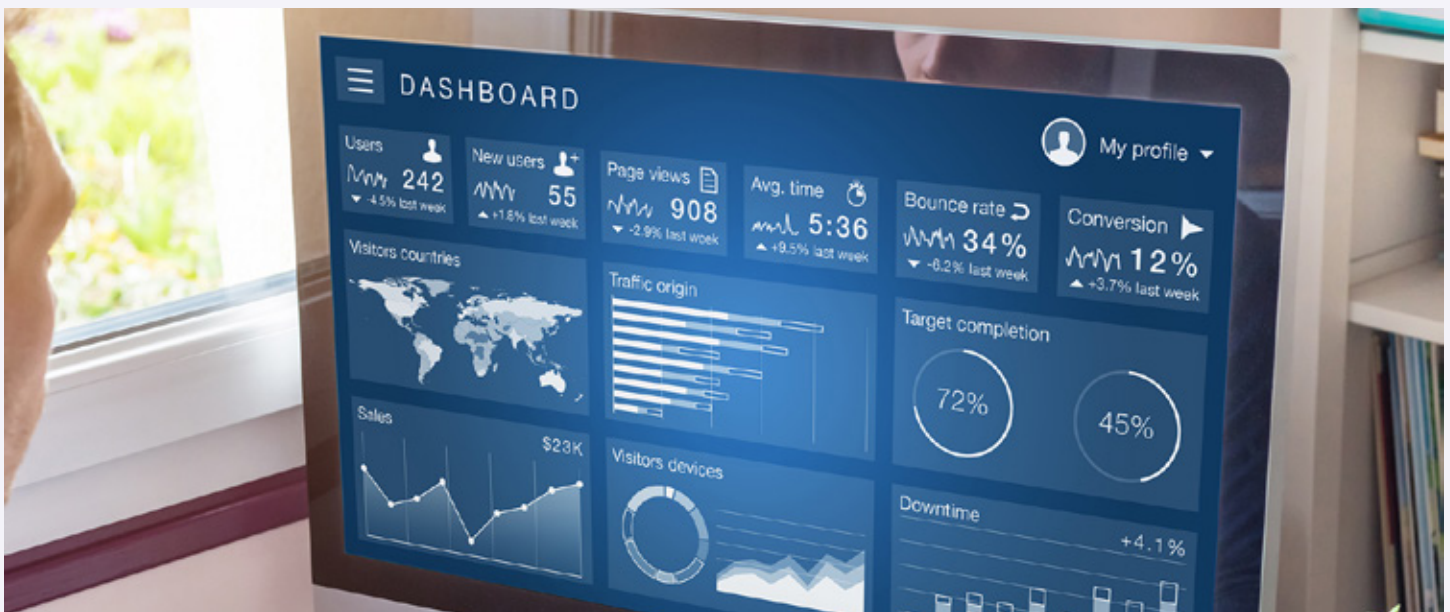 DASHBOARD
My profile
Users
242
-4.5% last week
New users
55
+1.8% last week
Page views
908
-2.9% last week
Avg. time
5:36
+9.5% last week
Bounce rate
34%
-6.2% last week
Conversion
12%
+3.7% last week
Visitors countries
Traffic origin
Target completion
72%
45%
Sales
$23K
Visitors devices
Downtime
+4.1%